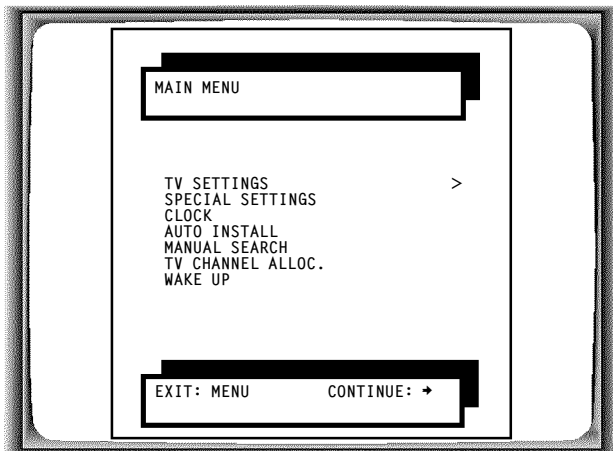 MAIN MENU
TV SETTINGS >
SPECIAL SETTINGS
CLOCK
AUTO INSTALL
MANUAL SEARCH
TV CHANNEL ALLOC.
WAKE UP
EXIT: MENU CONTINUE: ➜